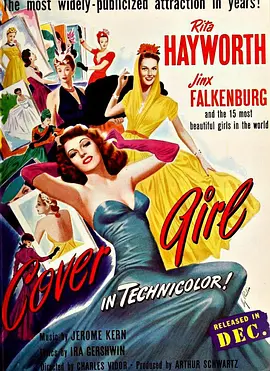 The most widely-publicized attraction in years!
Rita
HAYWORTH
Jinx
FALKENBURG
and the 15 most
beautiful girls in the world
Cover Girl
IN TECHNICOLOR!
RELEASED IN
DEC.
Music by JEROME KERN
Lyrics by IRA GERSHWIN
Directed by CHARLES VIDOR · Produced by ARTHUR SCHWARTZ